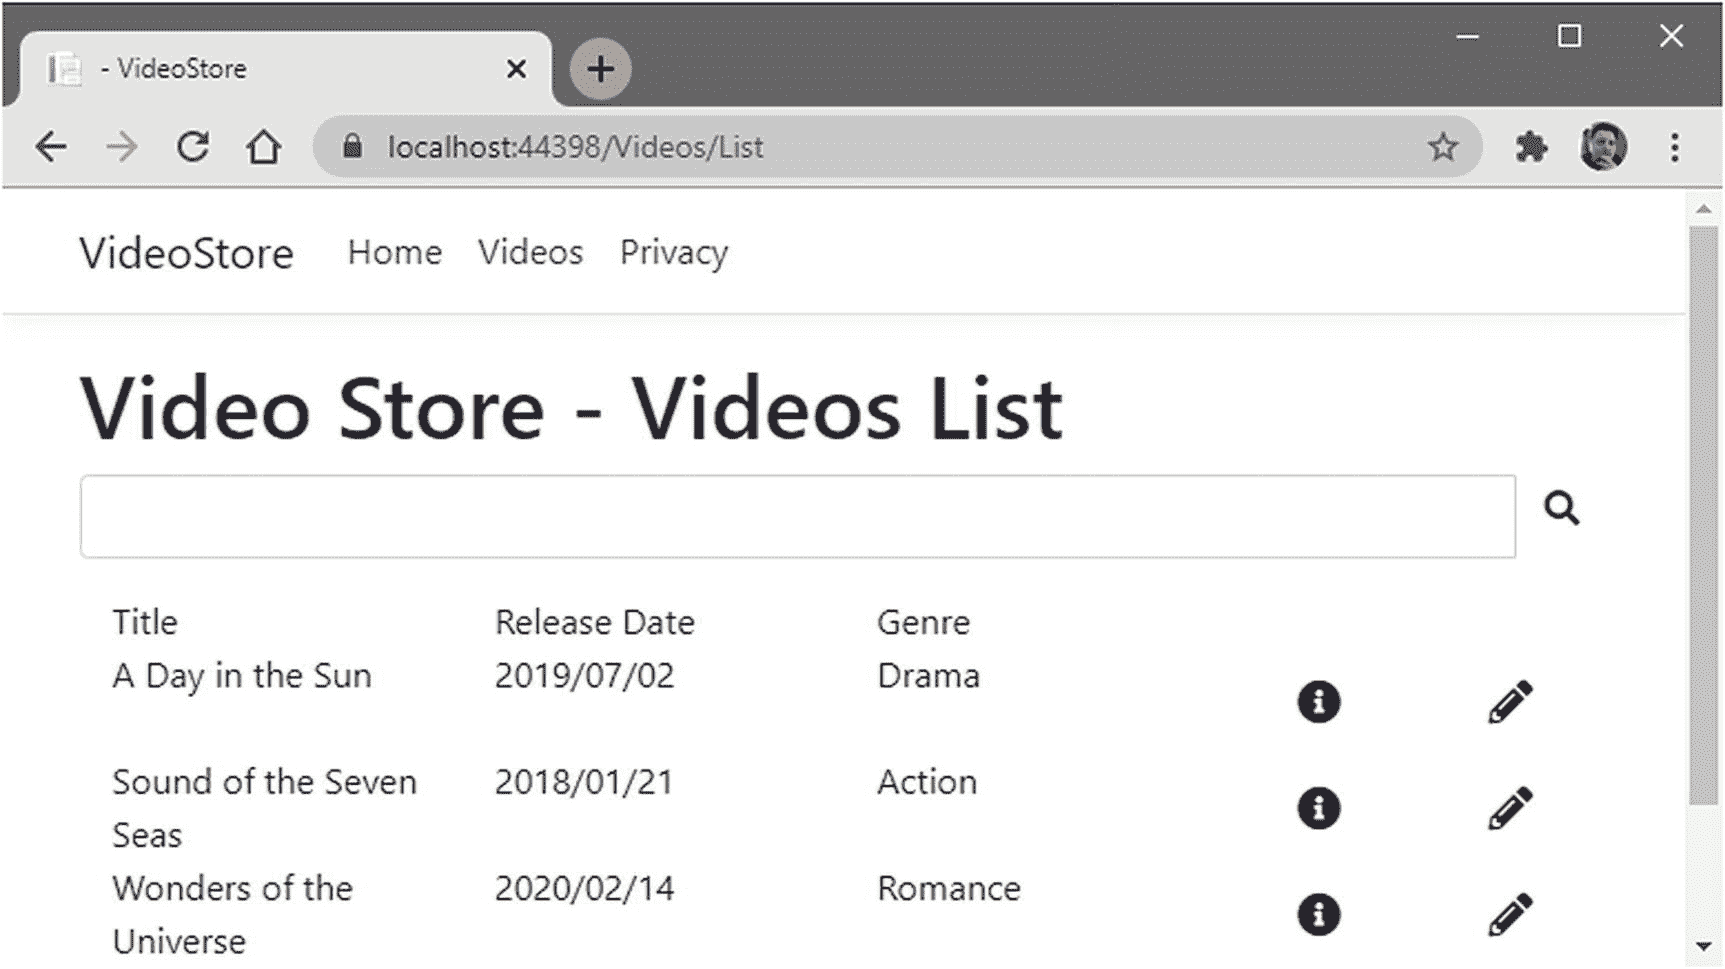 - VideoStore
localhost:44398/Videos/List
VideoStore Home Videos Privacy
Video Store - Videos List
Title Release Date Genre
A Day in the Sun 2019/07/02 Drama
Sound of the Seven 2018/01/21 Action
Seas
Wonders of the 2020/02/14 Romance
Universe